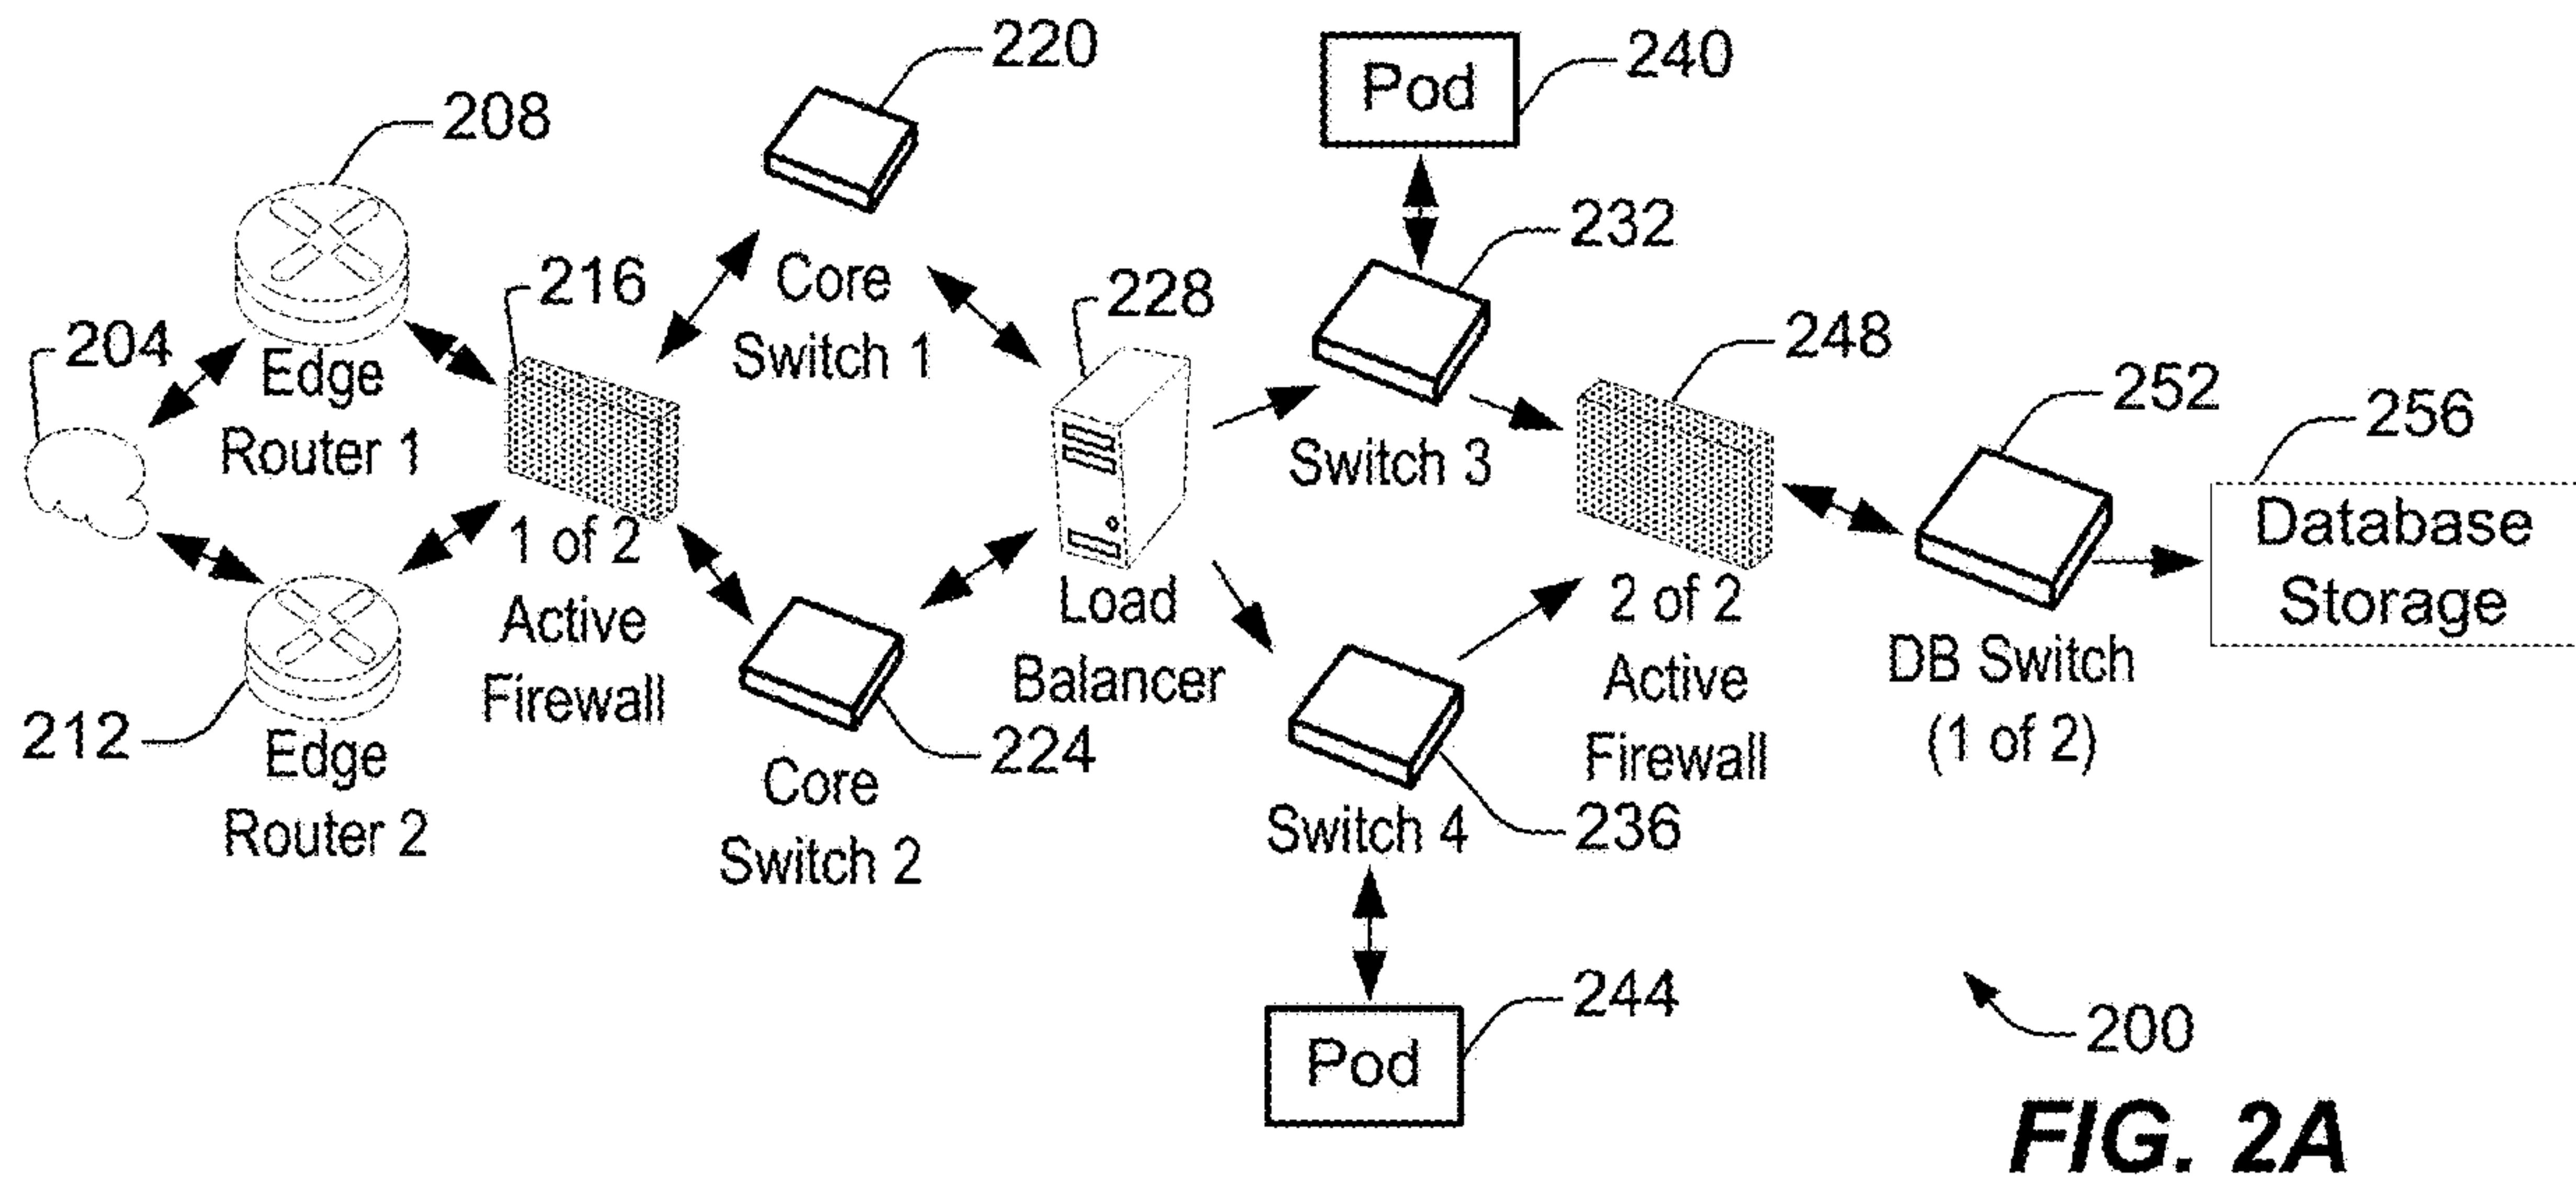 220
240
Pod
208
232
Core
Switch 1
216
228
204
Edge
Router 1
248
252
256
Switch 3
Database
Storage
1 of 2
Active
Firewall
Load
Balancer
2 of 2
Active
Firewall
DB Switch
(1 of 2)
212
Edge
Router 2
224
Core
Switch 2
Switch 4
236
244
Pod
200
FIG. 2A